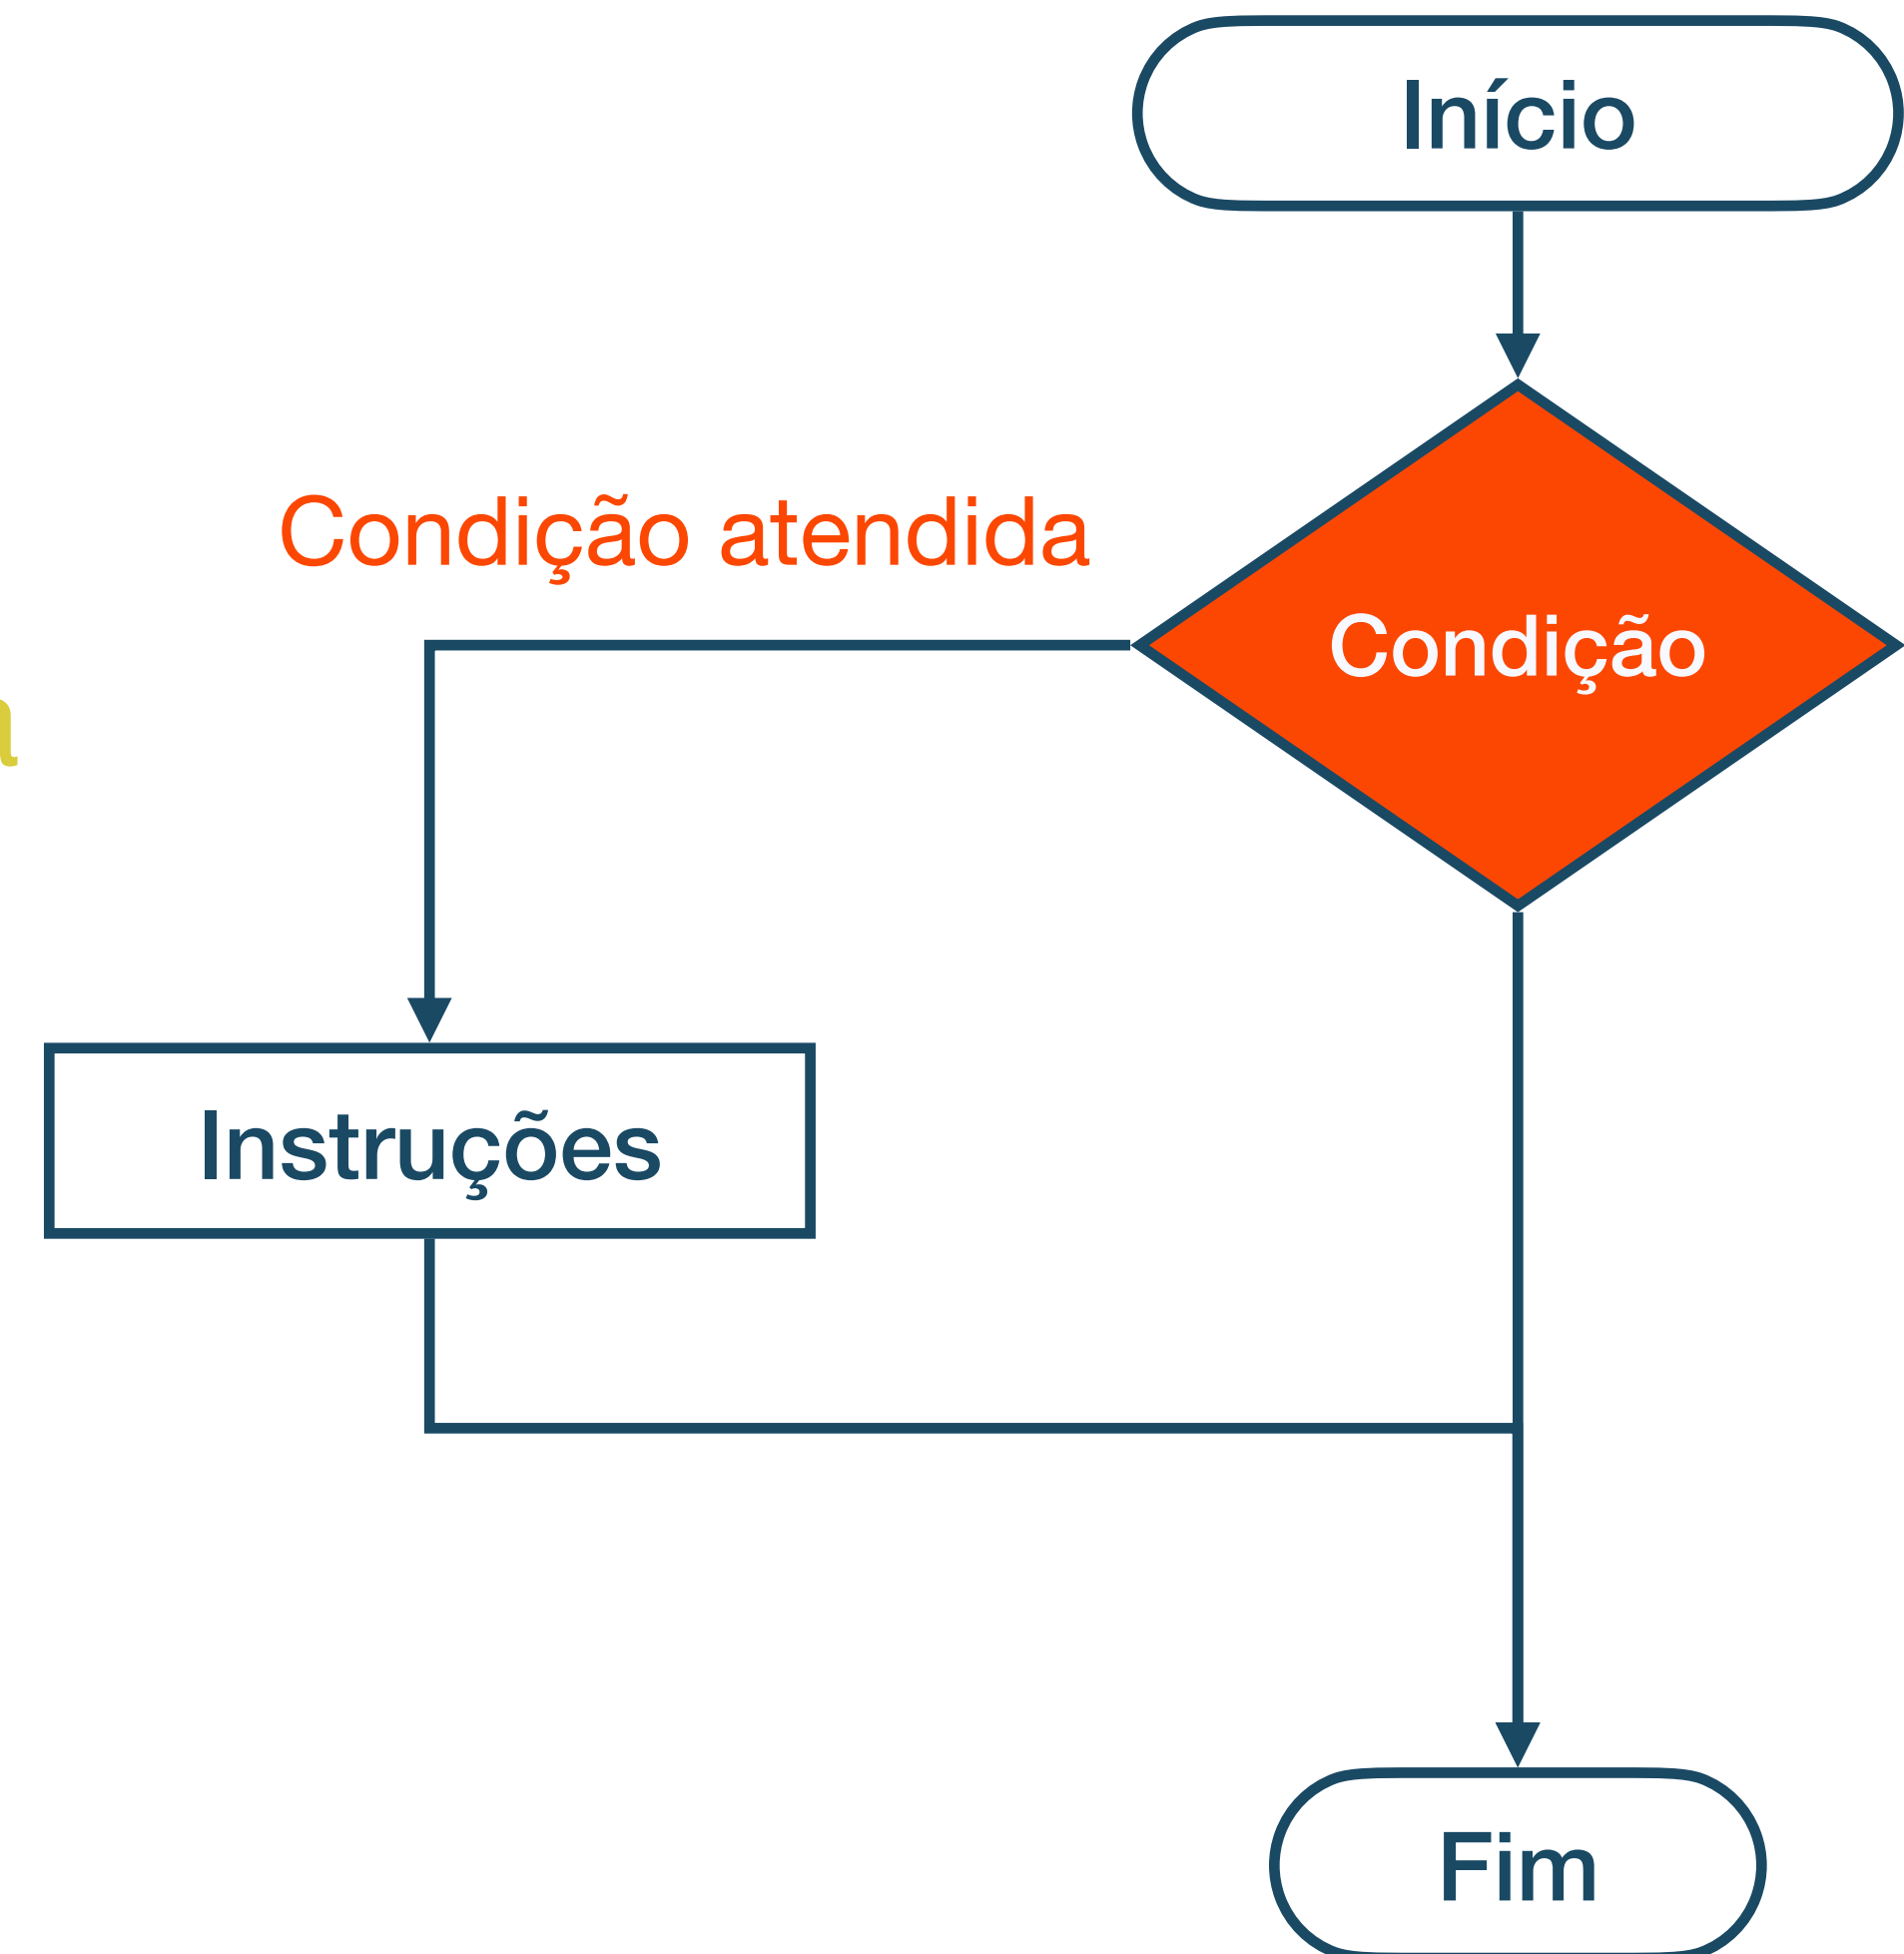 Início
Condição atendida
Condição
Instruções
Fim